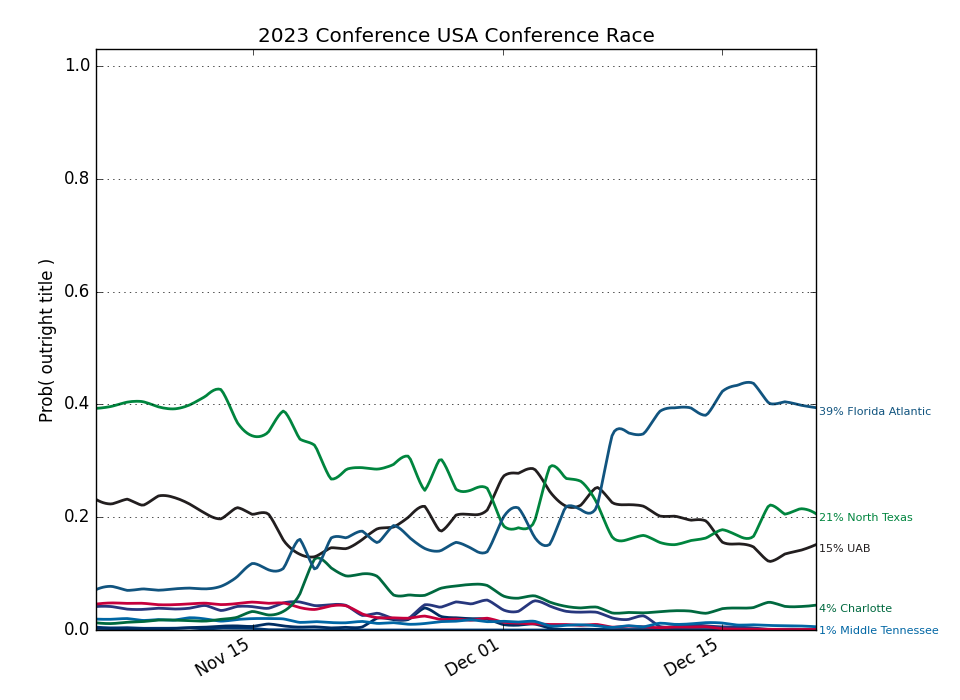 2023 Conference USA Conference Race
Prob( outright title )
1.0
0.8
0.6
0.4
0.2
0.0
Nov 15
Dec 01
Dec 15
39% Florida Atlantic
21% North Texas
15% UAB
4% Charlotte
1% Middle Tennessee